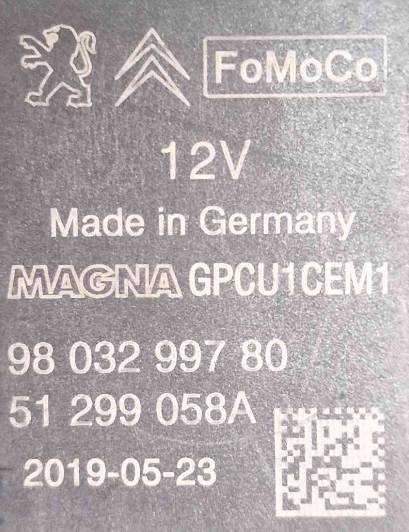 FoMoCo
12V
Made in Germany
MAGNA GPCU1CEM1
98 032 997 80
51 299 058A
2019-05-23